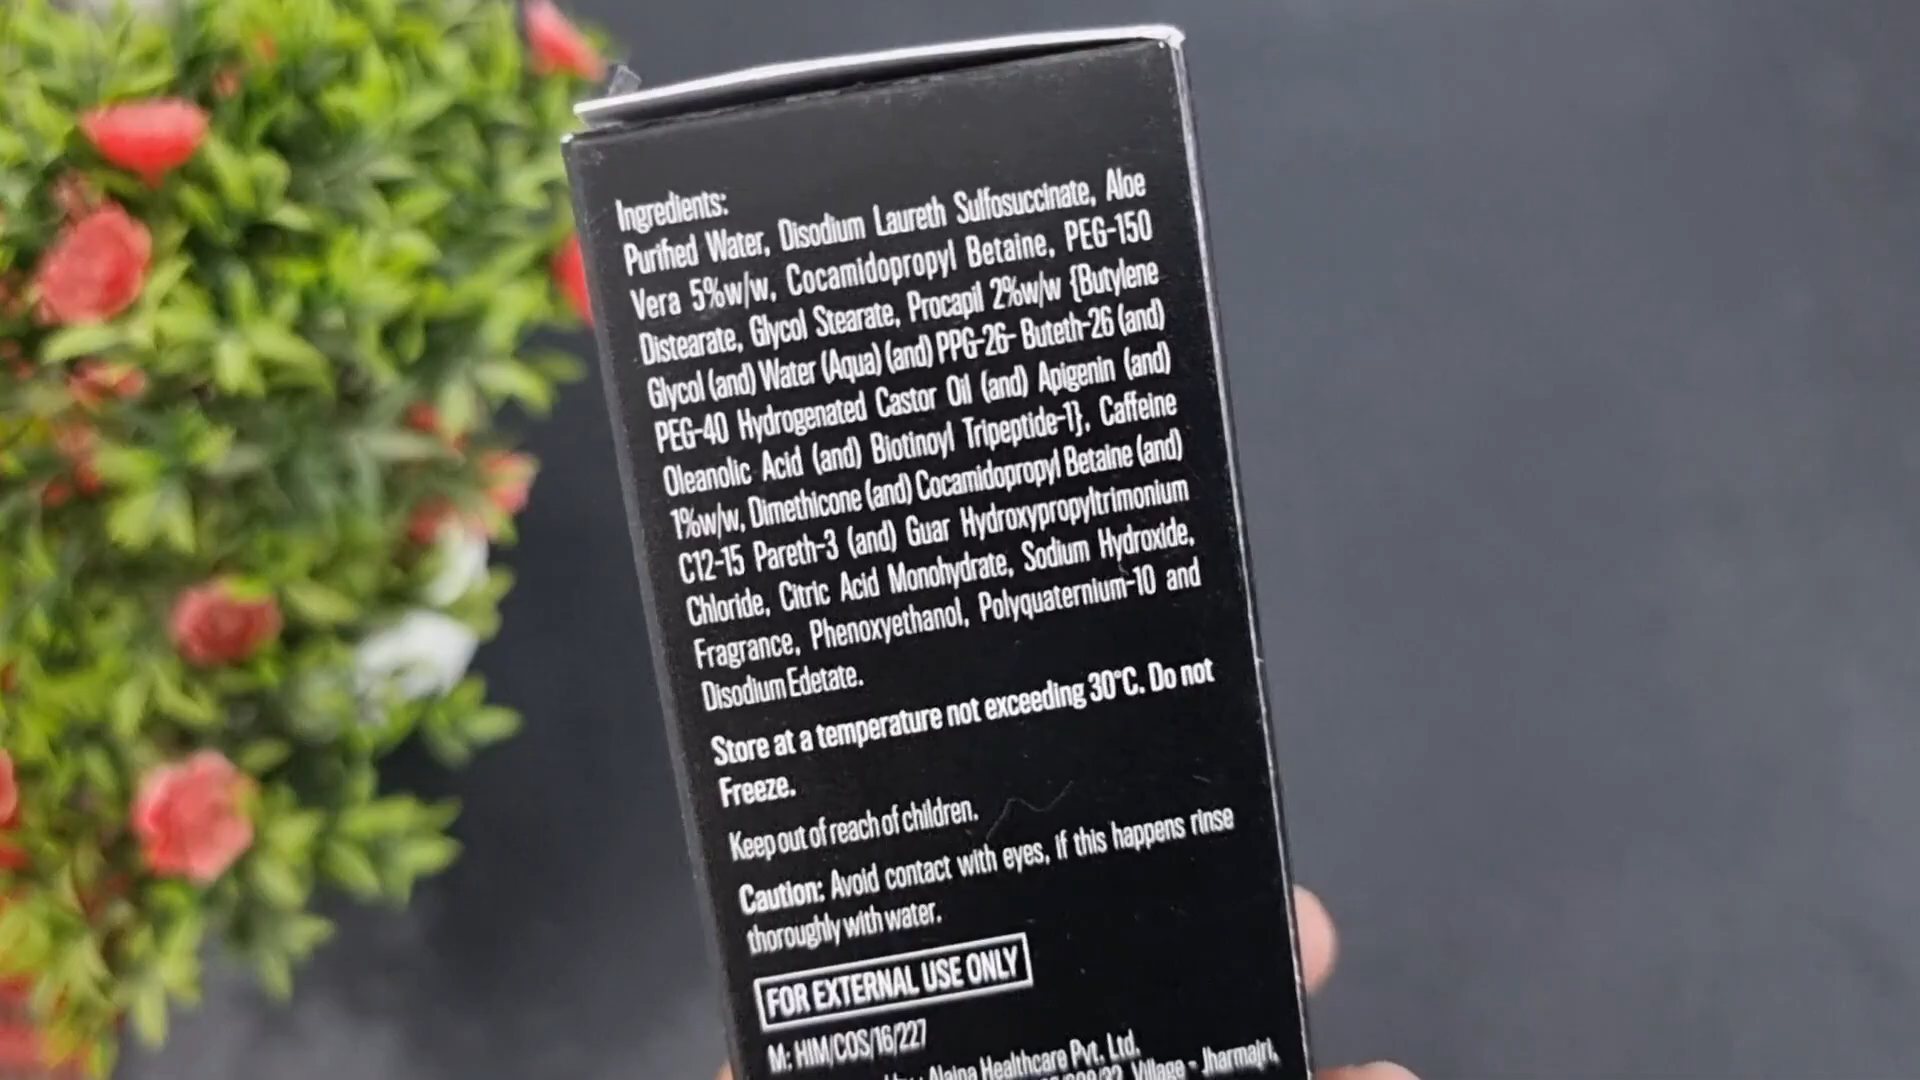 Ingredients:
Purified Water, Disodium Laureth Sulfosuccinate, Aloe
Vera 5%w/w, Cocamidopropyl Betaine, PEG-150
Distearate, Glycol Stearate, Procapil 2%w/w {Butylene
Glycol (and) Water (Aqua) (and) PPG-26- Buteth-26 (and)
PEG-40 Hydrogenated Castor Oil (and) Apigenin (and)
Oleanolic Acid (and) Biotinoyl Tripeptide-1}, Caffeine
1%w/w, Dimethicone (and) Cocamidopropyl Betaine (and)
C12-15 Pareth-3 (and) Guar Hydroxypropyltrimonium
Chloride, Citric Acid Monohydrate, Sodium Hydroxide,
Fragrance, Phenoxyethanol, Polyquaternium-10 and
Disodium Edetate.
Store at a temperature not exceeding 30°C. Do not
Freeze.
Keep out of reach of children.
Caution: Avoid contact with eyes, if this happens rinse
thoroughly with water.
FOR EXTERNAL USE ONLY
M: HIM/COS/16/227
Alaina Healthcare Pvt. Ltd.
Village - Jharmajri,